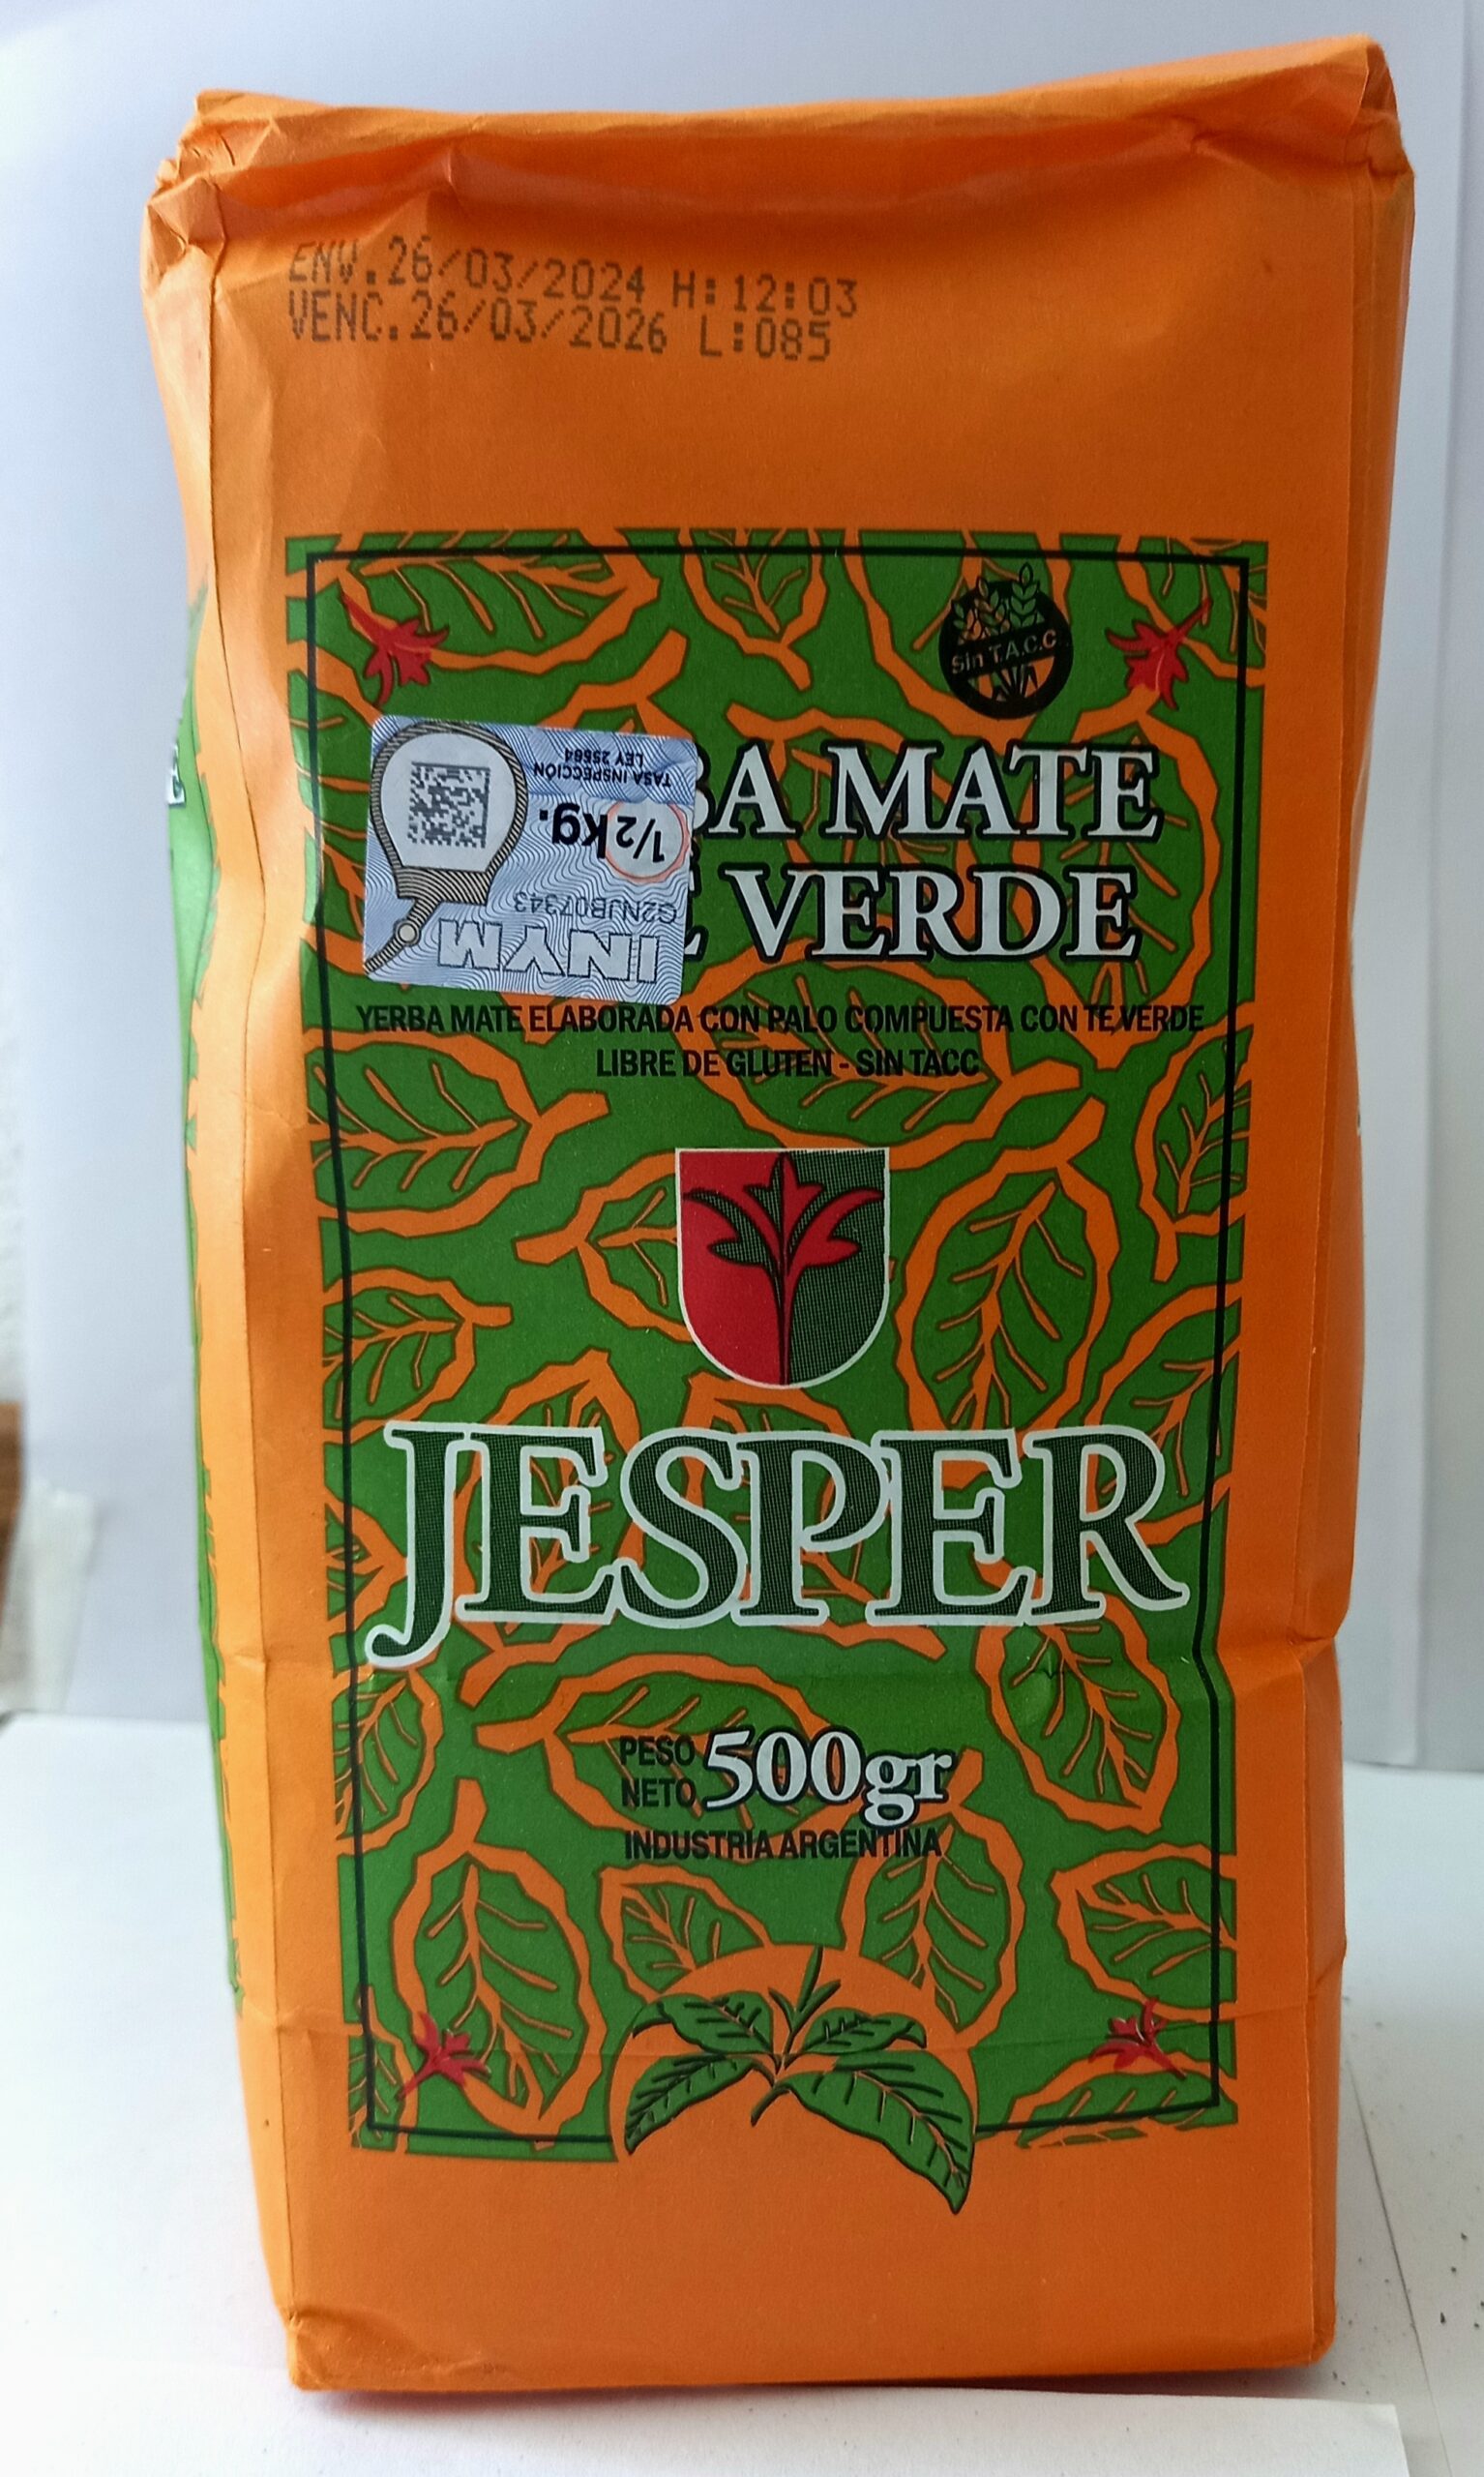 ENV.26/03/2024 H:12:03
VENC.26/03/2026 L:085
Sin T.A.C.C.
TASA INSPECCIÓN
LEY 25564
1/2 kg.
G2NJB07343
INYM
BA MATE
VERDE
YERBA MATE ELABORADA CON PALO COMPUESTA CON TE VERDE
LIBRE DE GLUTEN - SIN TACC
JESPER
PESO NETO 500gr
INDUSTRIA ARGENTINA